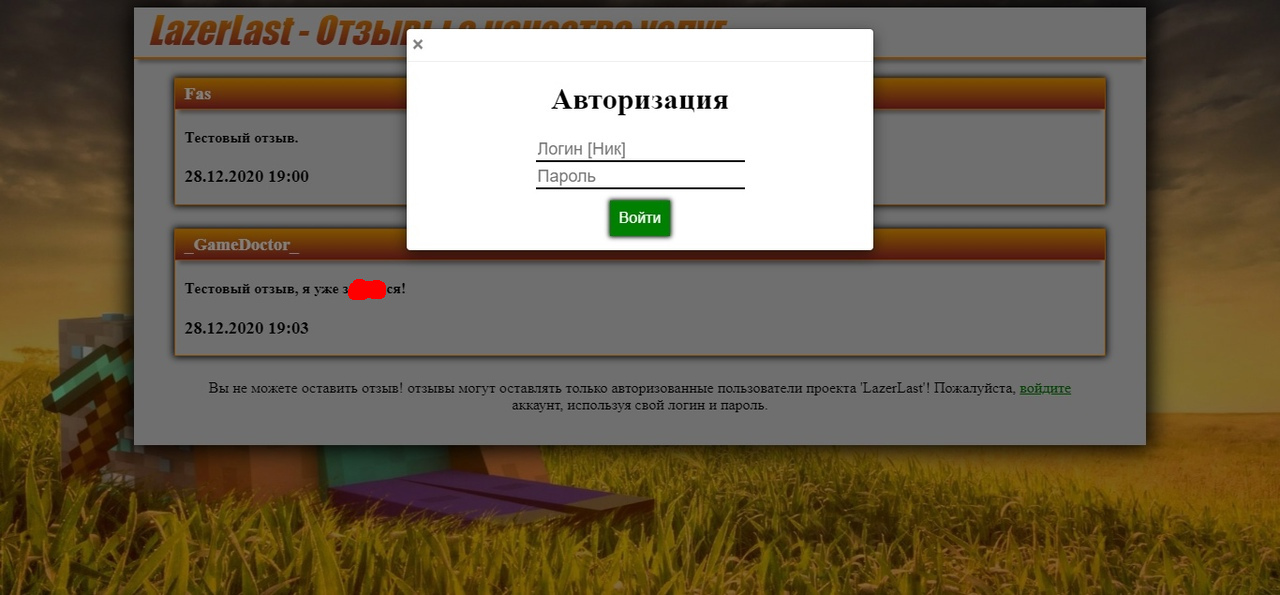 LazerLast - Отзывы о качестве услуг
×
Авторизация
Логин [Ник]
Пароль
Войти
Fas
Тестовый отзыв.
28.12.2020 19:00
_GameDoctor_
Тестовый отзыв, я уже з ся!
28.12.2020 19:03
Вы не можете оставить отзыв! отзывы могут оставлять только авторизованные пользователи проекта 'LazerLast'! Пожалуйста, войдите
аккаунт, используя свой логин и пароль.